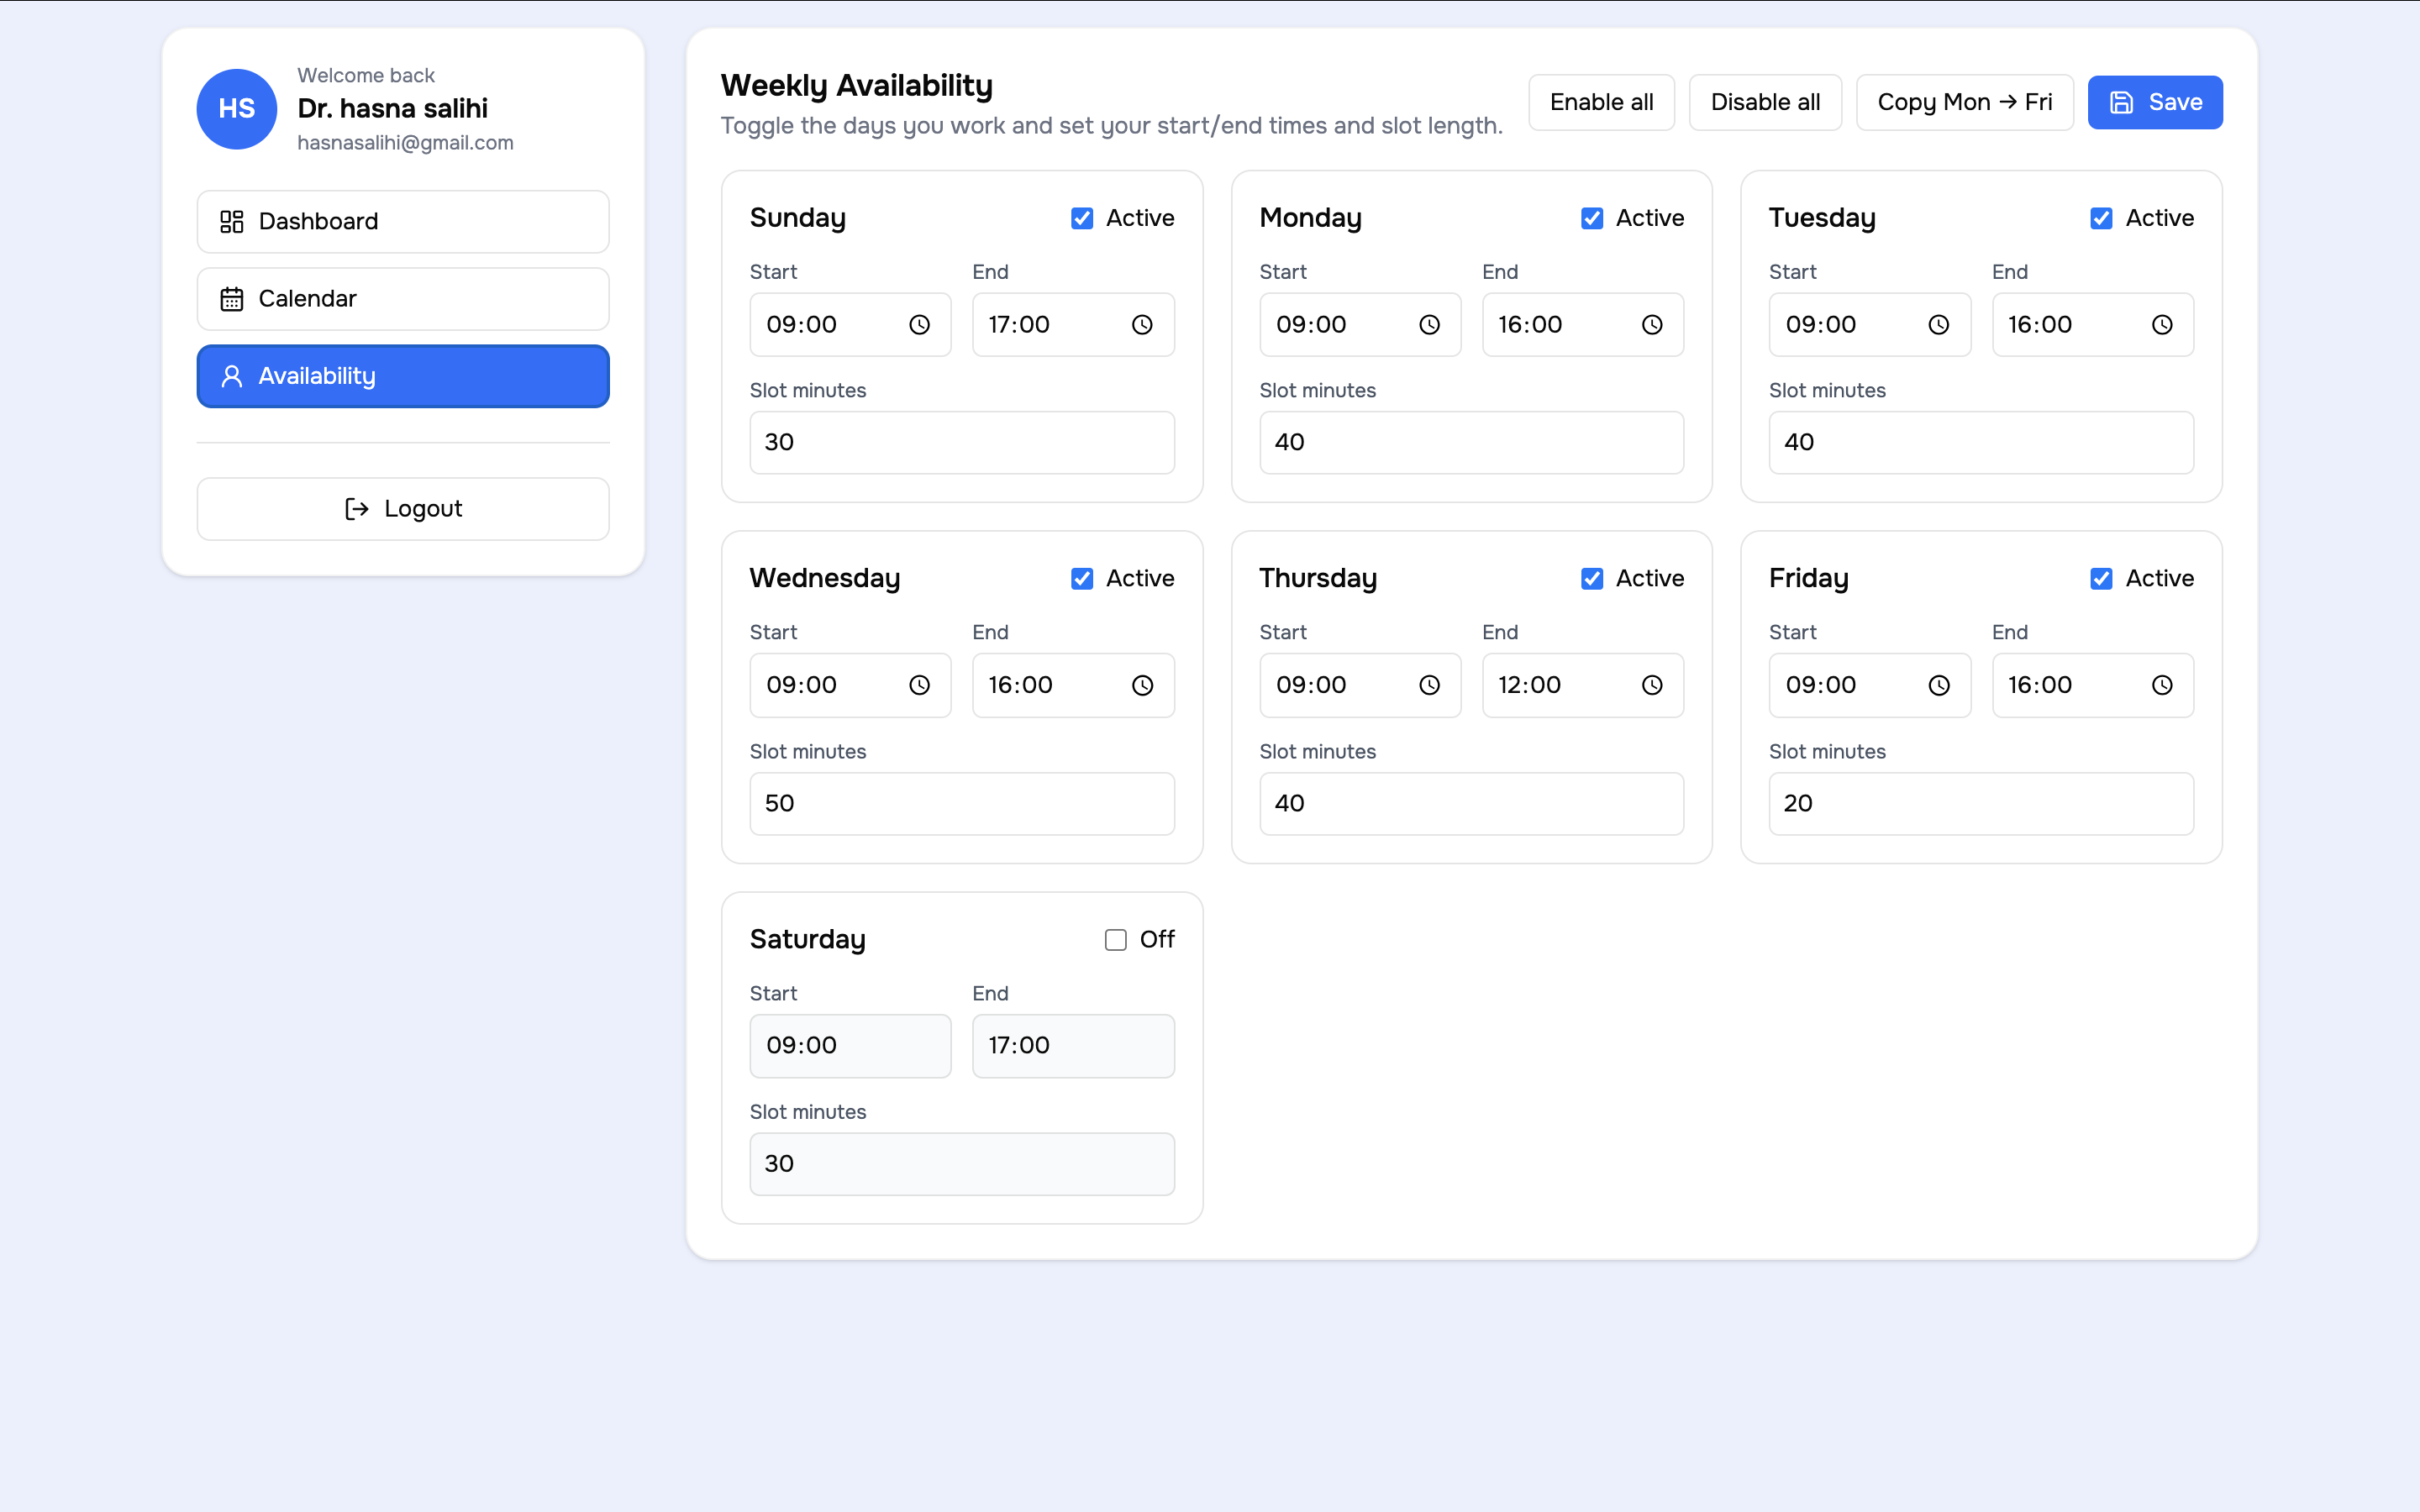 HS
Welcome back
Dr. hasna salihi
hasnasalihi@gmail.com
Dashboard
Calendar
Availability
Logout
Weekly Availability
Toggle the days you work and set your start/end times and slot length.
Enable all
Disable all
Copy Mon → Fri
Save
Sunday
Active
Start
End
09:00
17:00
Slot minutes
30
Monday
Active
Start
End
09:00
16:00
Slot minutes
40
Tuesday
Active
Start
End
09:00
16:00
Slot minutes
40
Wednesday
Active
Start
End
09:00
16:00
Slot minutes
50
Thursday
Active
Start
End
09:00
12:00
Slot minutes
40
Friday
Active
Start
End
09:00
16:00
Slot minutes
20
Saturday
Off
Start
End
09:00
17:00
Slot minutes
30